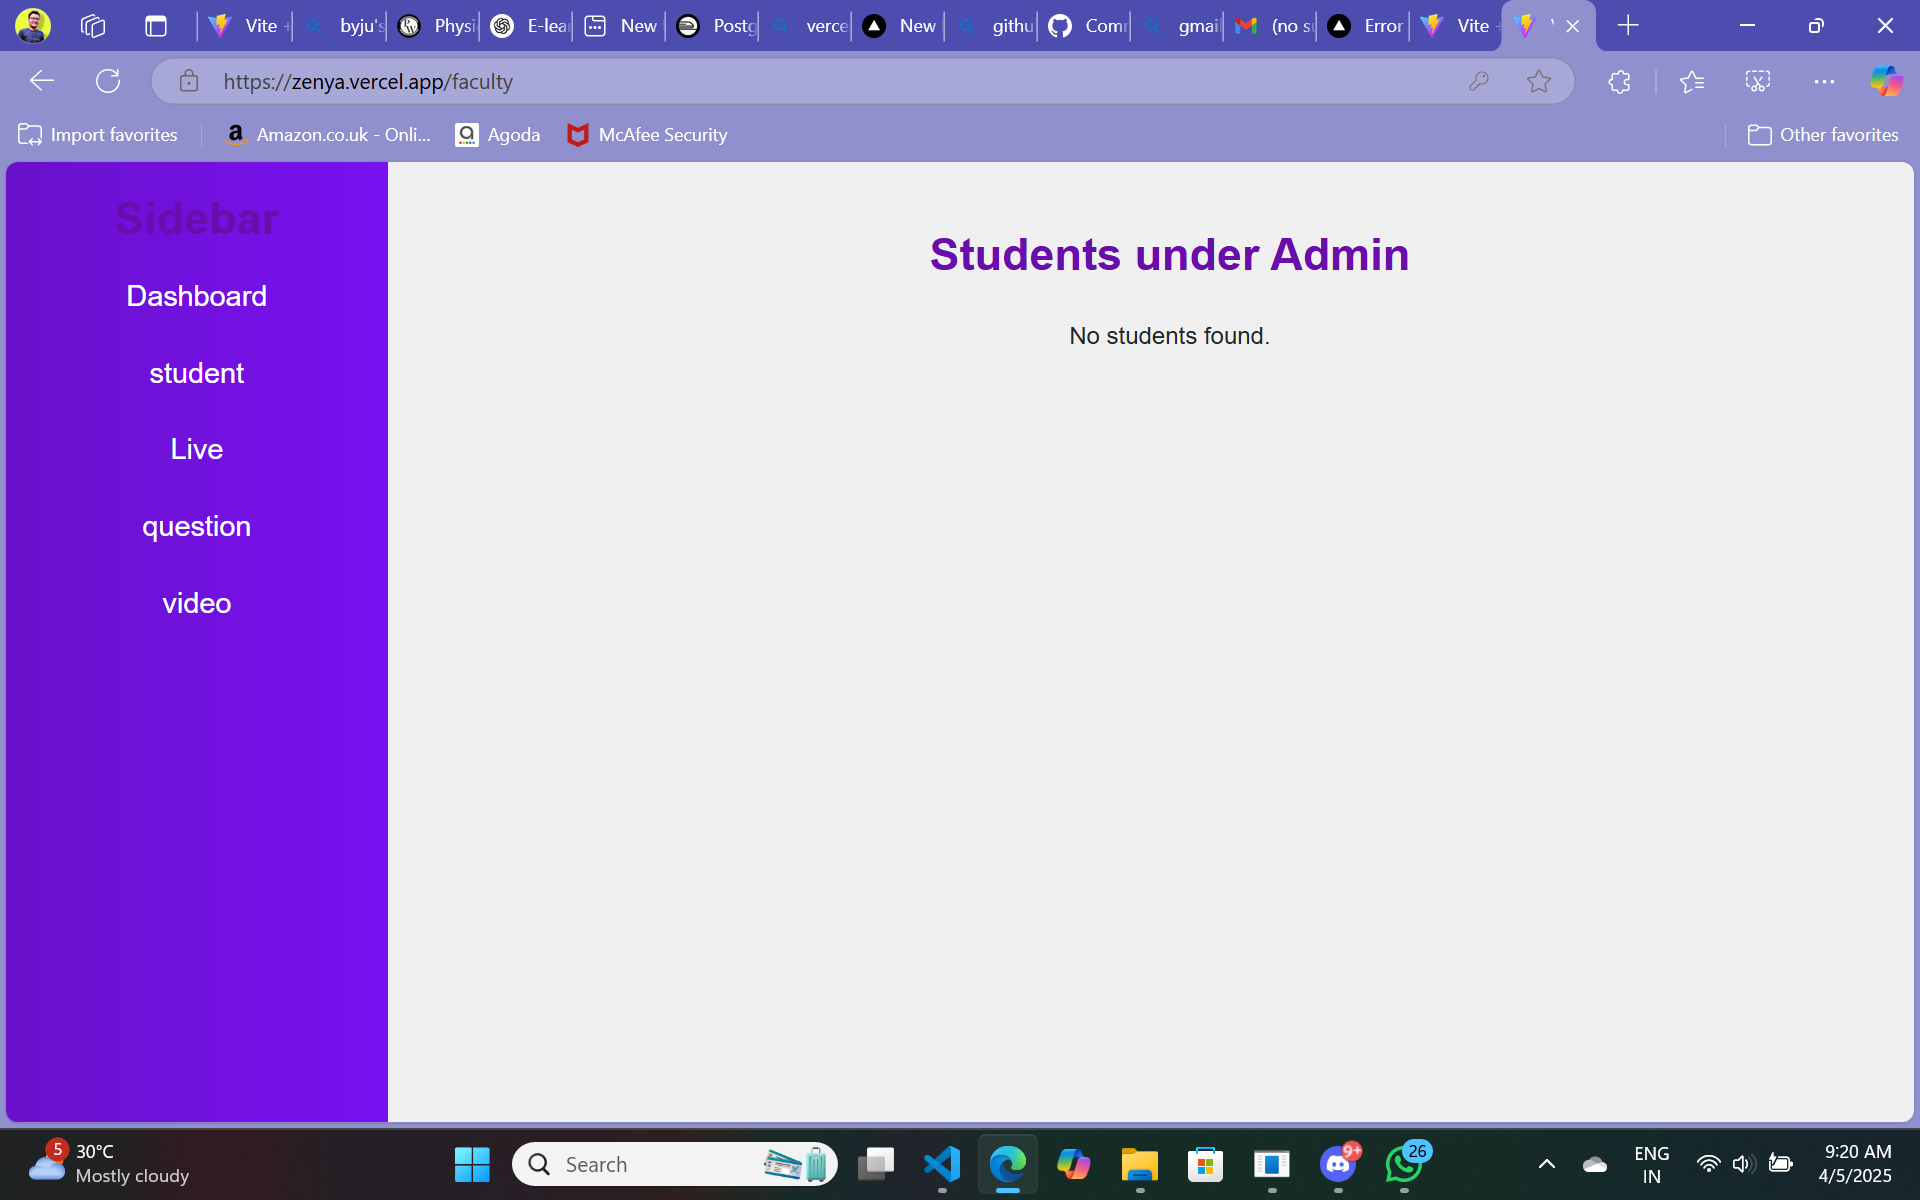 Vite
byju's
Physi
E-lea
New
Postg
verce
New
githu
Com
gmail
(no s
Error
Vite
https://zenya.vercel.app/faculty
Import favorites
Amazon.co.uk - Onli...
Agoda
McAfee Security
Other favorites
Sidebar
Dashboard
student
Live
question
video
Students under Admin
No students found.
5
30°C
Mostly cloudy
Search
9+
26
ENG
IN
9:20 AM
4/5/2025